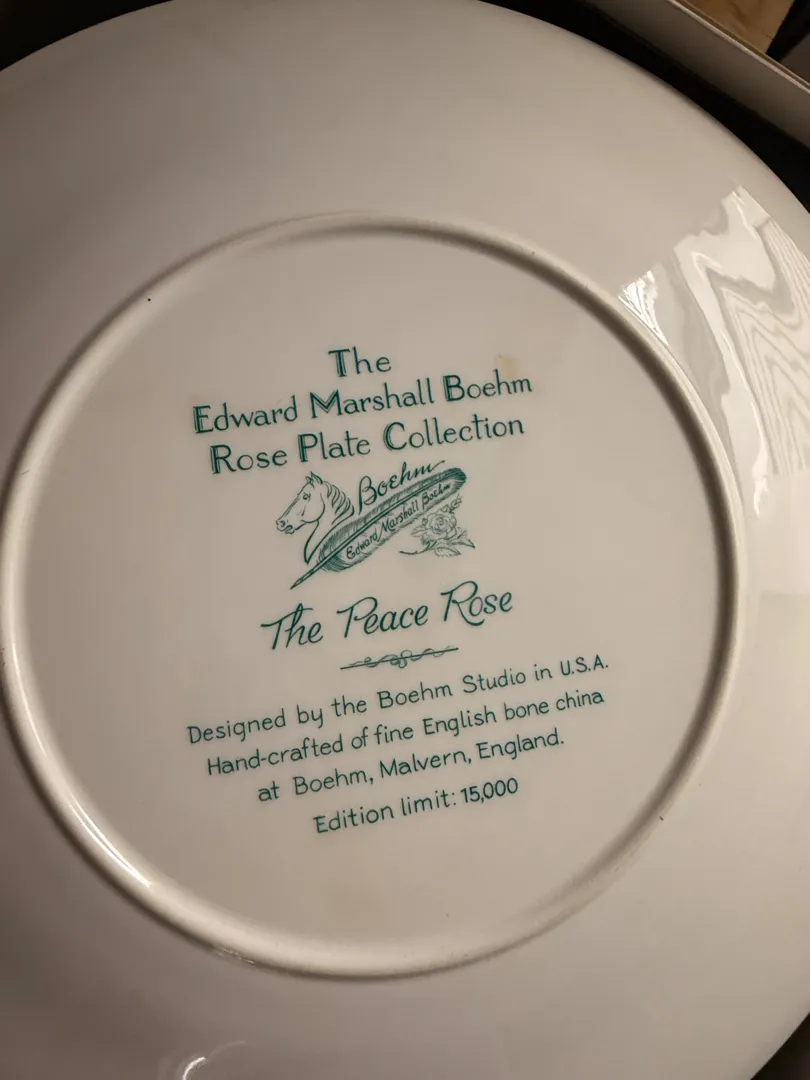 The
Edward Marshall Boehm
Rose Plate Collection
Boehm
Edward Marshall Boehm
The Peace Rose
Designed by the Boehm Studio in U.S.A.
Hand-crafted of fine English bone china
at Boehm, Malvern, England.
Edition limit: 15,000